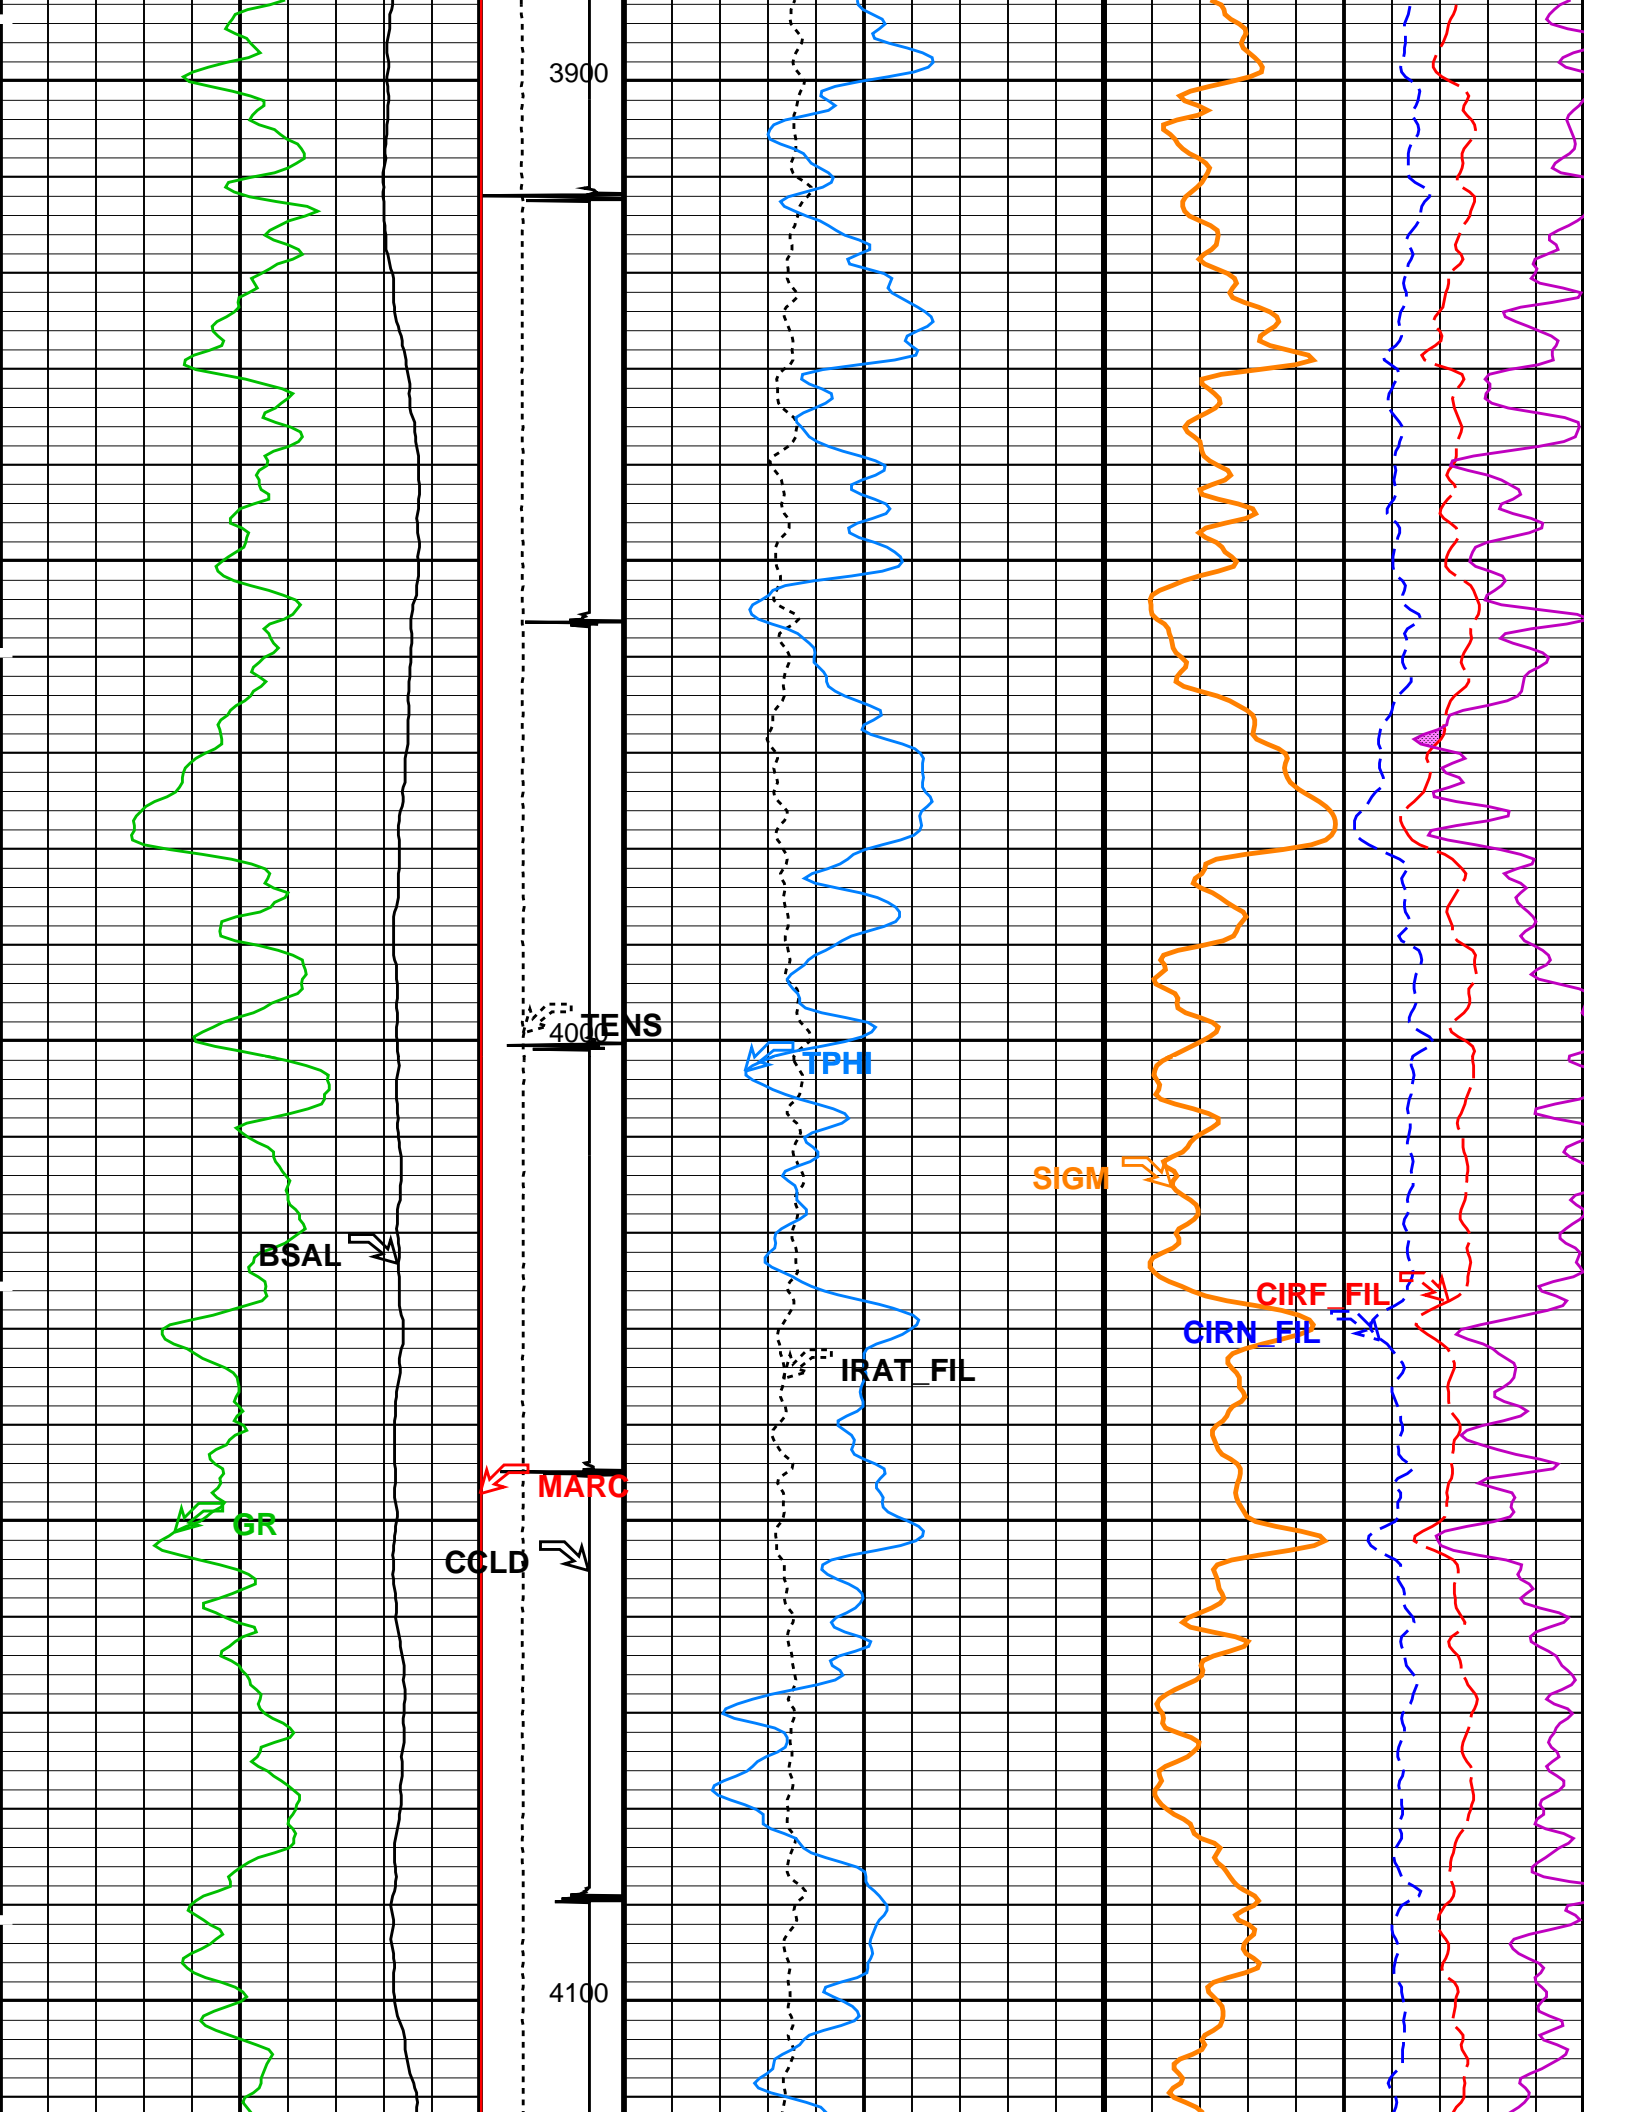 3900
TENS
4000
TPHI
SIGM
BSAL
CIRF_FIL
CIRN_FIL
IRAT_FIL
MARC
GR
CCLD
4100